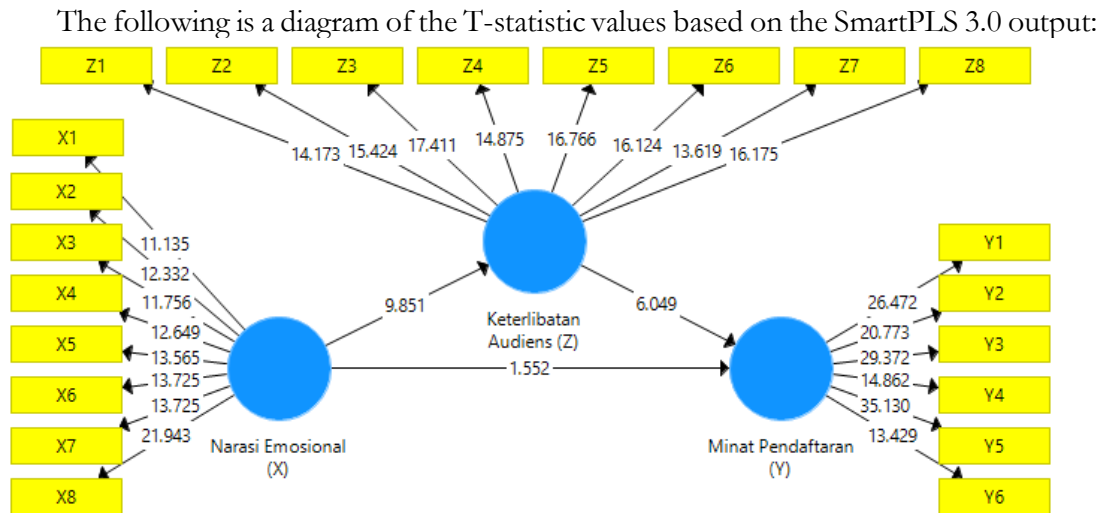 The following is a diagram of the T-statistic values based on the SmartPLS 3.0 output:
Z1 Z2 Z3 Z4 Z5 Z6 Z7 Z8
14.173 15.424 17.411 14.875 16.766 16.124 13.619 16.175
X1
X2
X3
X4
X5
X6
X7
X8
11.135
12.332
11.756
12.649
13.565
13.725
13.725
21.943
Narasi Emosional
(X)
9.851
Keterlibatan
Audiens (Z)
6.049
1.552
Minat Pendaftaran
(Y)
26.472
20.773
29.372
14.862
35.130
13.429
Y1
Y2
Y3
Y4
Y5
Y6